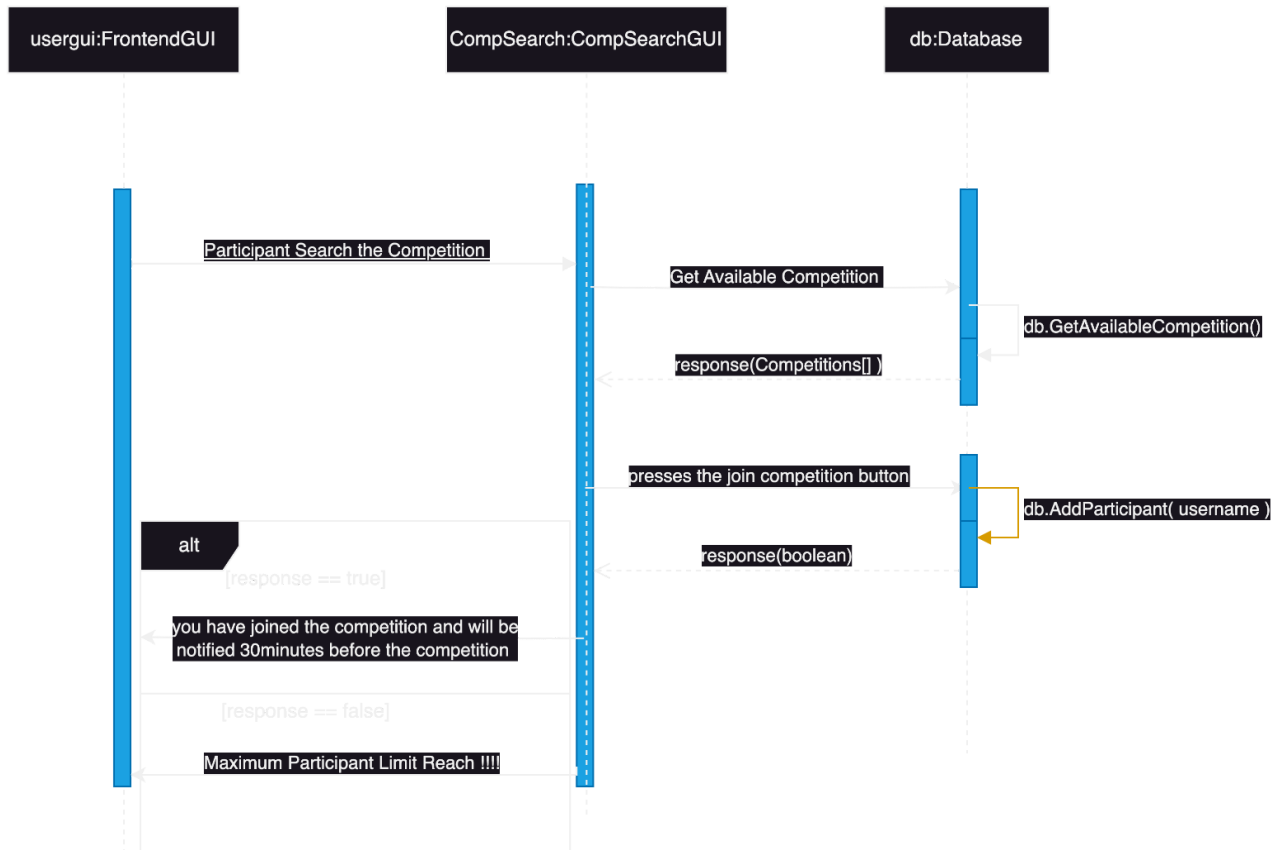 usergui:FrontendGUI
CompSearch:CompSearchGUI
db:Database
Participant Search the Competition
Get Available Competition
db.GetAvailableCompetition()
response(Competitions[] )
presses the join competition button
db.AddParticipant( username )
alt
response(boolean)
[response == true]
you have joined the competition and will be
notified 30minutes before the competition
[response == false]
Maximum Participant Limit Reach !!!!